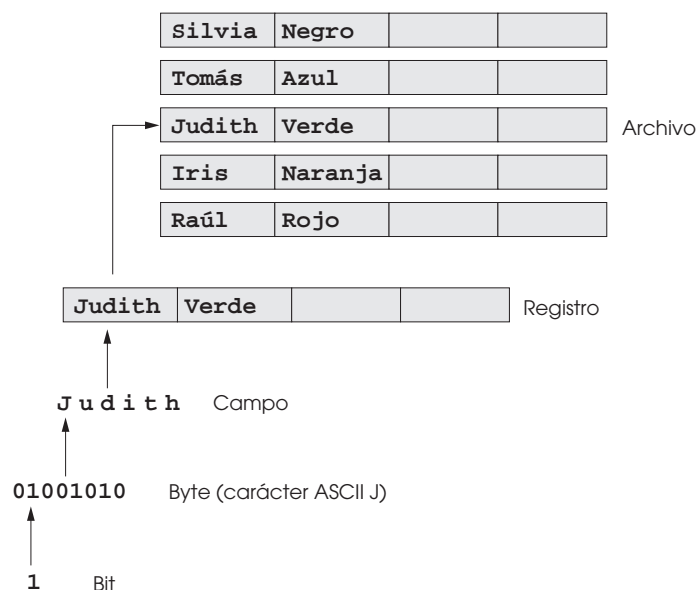 Silvia Negro
Tomás Azul
Judith Verde Archivo
Iris Naranja
Raúl Rojo
Judith Verde Registro
Judith Campo
01001010 Byte (carácter ASCII J)
1 Bit